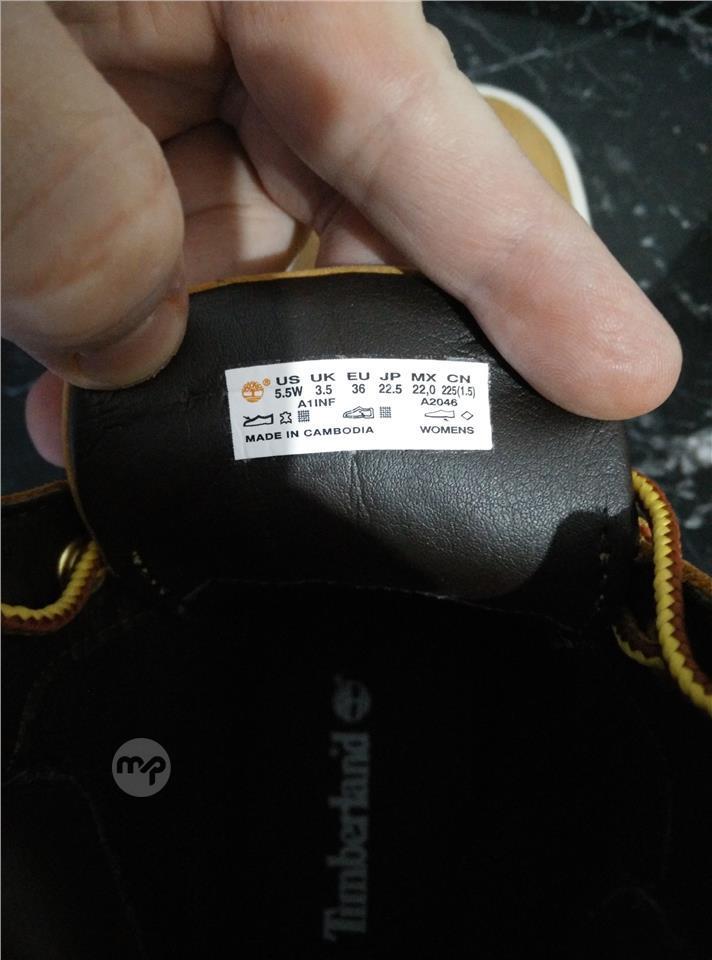 ® US UK EU JP MX CN
5.5W 3.5 36 22.5 22,0 225(1.5)
A1INF A2046
MADE IN CAMBODIA WOMENS
Timberland
mp